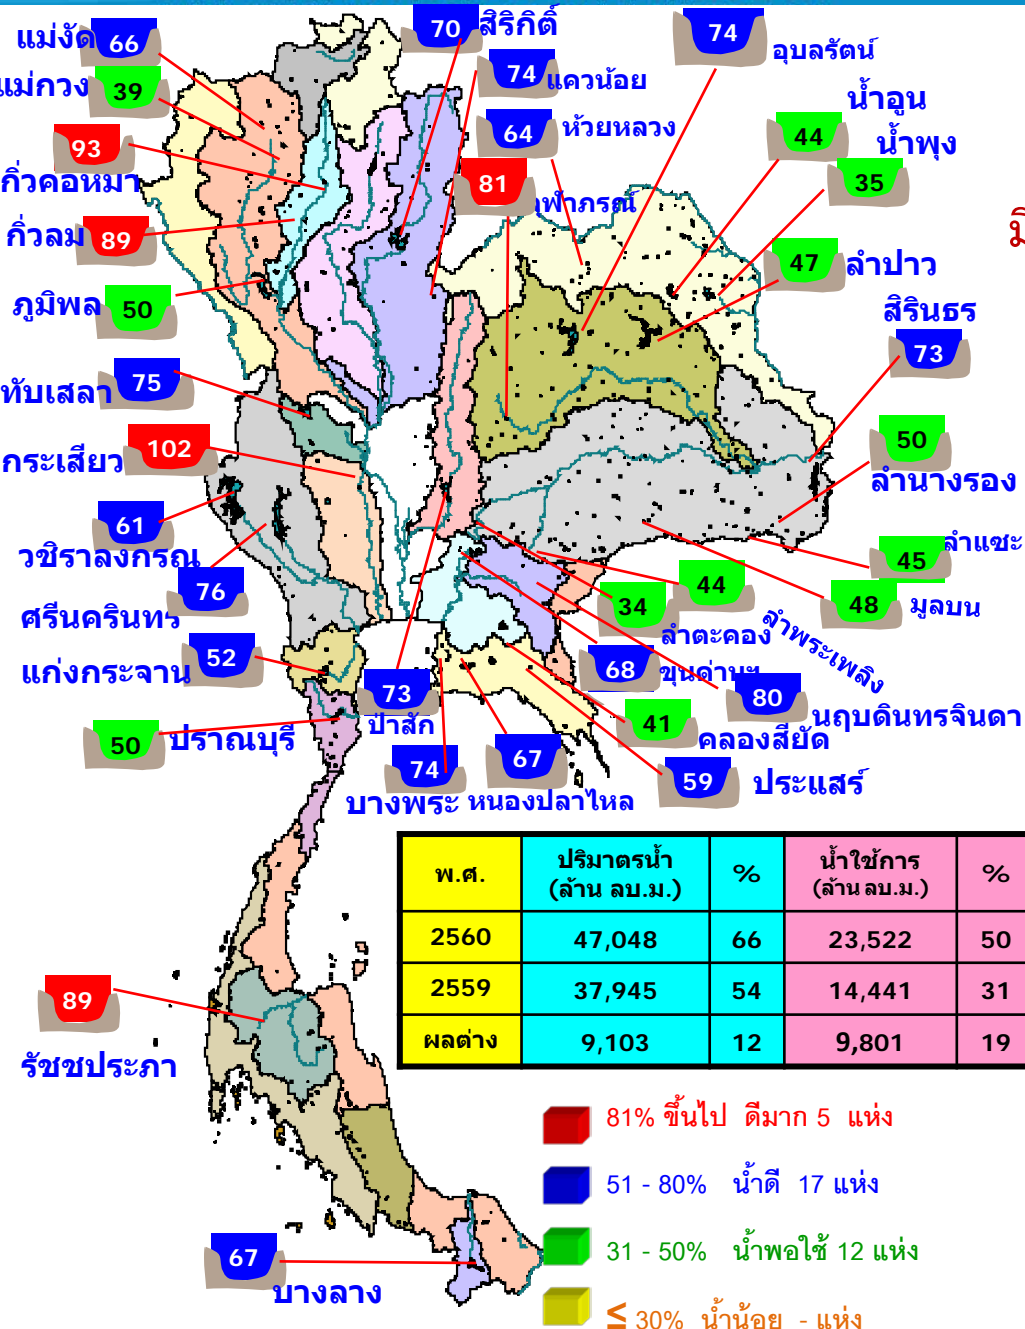 แม่งัด 66
แม่กวง 39
93
กิ่วคอหมา
กิ่วลม 89
ภูมิพล 50
ทับเสลา 75
กระเสียว 102
61
วชิราลงกรณ
76
ศรีนครินทร
แก่งกระจาน 52
50 ปราณบุรี
70 สิริกิติ์
74 แควน้อย
64 ห้วยหลวง
81
ฬาภรณ์
74 อุบลรัตน์
น้ำอูน
44 น้ำพุง
35
47 ลำปาว
สิรินธร
73
50
ลำนางรอง
45 ลำแซะ
48 มูลบน
44
ลำพระเพลิง
34
ลำตะคอง
68 ขุนด่านฯ
80 นฤบดินทรจินดา
41 คลองสียัด
59 ประแสร์
73
ป่าสัก
74
บางพระ
67
หนองปลาไหล
มิ
พ.ศ. ปริมาตรน้ำ (ล้าน ลบ.ม.) % น้ำใช้การ (ล้าน ลบ.ม.) %
2560 47,048 66 23,522 50
2559 37,945 54 14,441 31
ผลต่าง 9,103 12 9,801 19
89
รัชชประภา
67
บางลาง
81% ขึ้นไป ดีมาก 5 แห่ง
51 - 80% น้ำดี 17 แห่ง
31 - 50% น้ำพอใช้ 12 แห่ง
≤ 30% น้ำน้อย - แห่ง